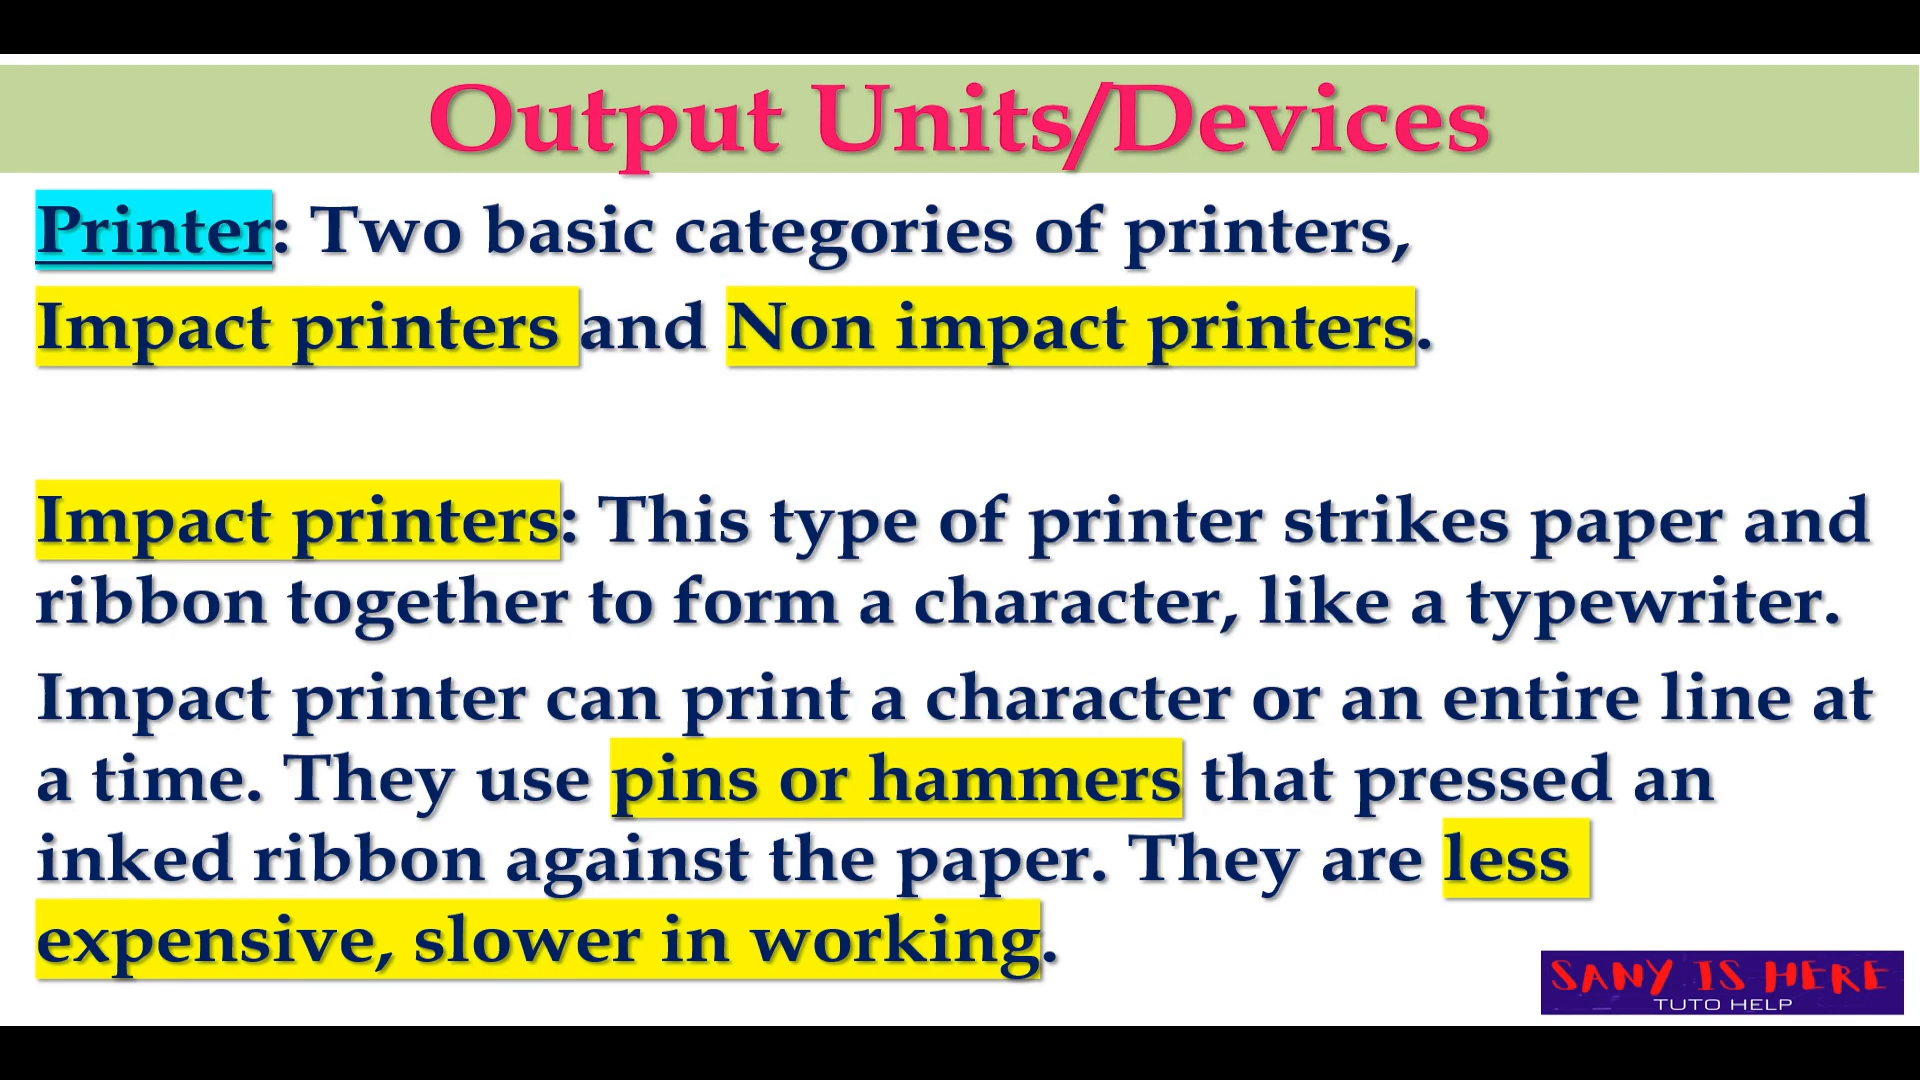 Output Units/Devices
Printer: Two basic categories of printers,
Impact printers and Non impact printers.
Impact printers: This type of printer strikes paper and
ribbon together to form a character, like a typewriter.
Impact printer can print a character or an entire line at
a time. They use pins or hammers that pressed an
inked ribbon against the paper. They are less
expensive, slower in working.
SANY IS HERE
TUTO HELP